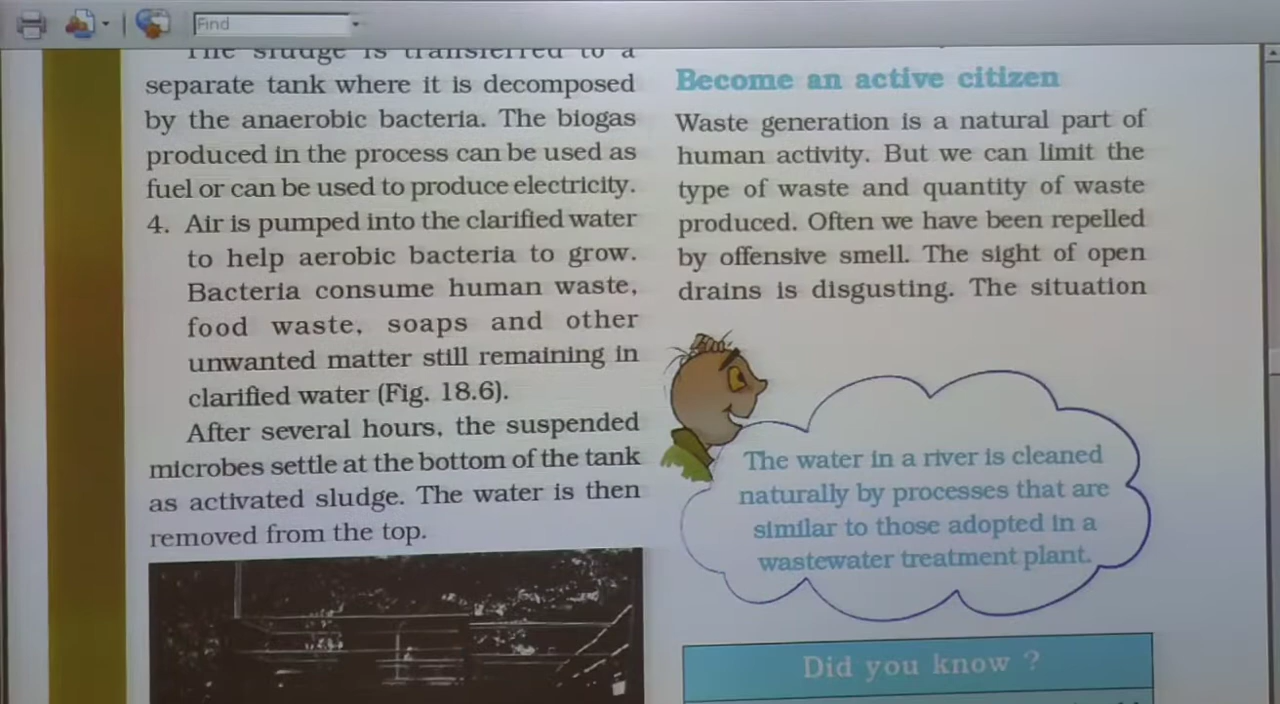 Find
The sludge is transferred to a
separate tank where it is decomposed
by the anaerobic bacteria. The biogas
produced in the process can be used as
fuel or can be used to produce electricity.
4. Air is pumped into the clarified water
to help aerobic bacteria to grow.
Bacteria consume human waste,
food waste, soaps and other
unwanted matter still remaining in
clarified water (Fig. 18.6).
After several hours, the suspended
microbes settle at the bottom of the tank
as activated sludge. The water is then
removed from the top.
Become an active citizen
Waste generation is a natural part of
human activity. But we can limit the
type of waste and quantity of waste
produced. Often we have been repelled
by offensive smell. The sight of open
drains is disgusting. The situation
The water in a river is cleaned
naturally by processes that are
similar to those adopted in a
wastewater treatment plant.
Did you know ?